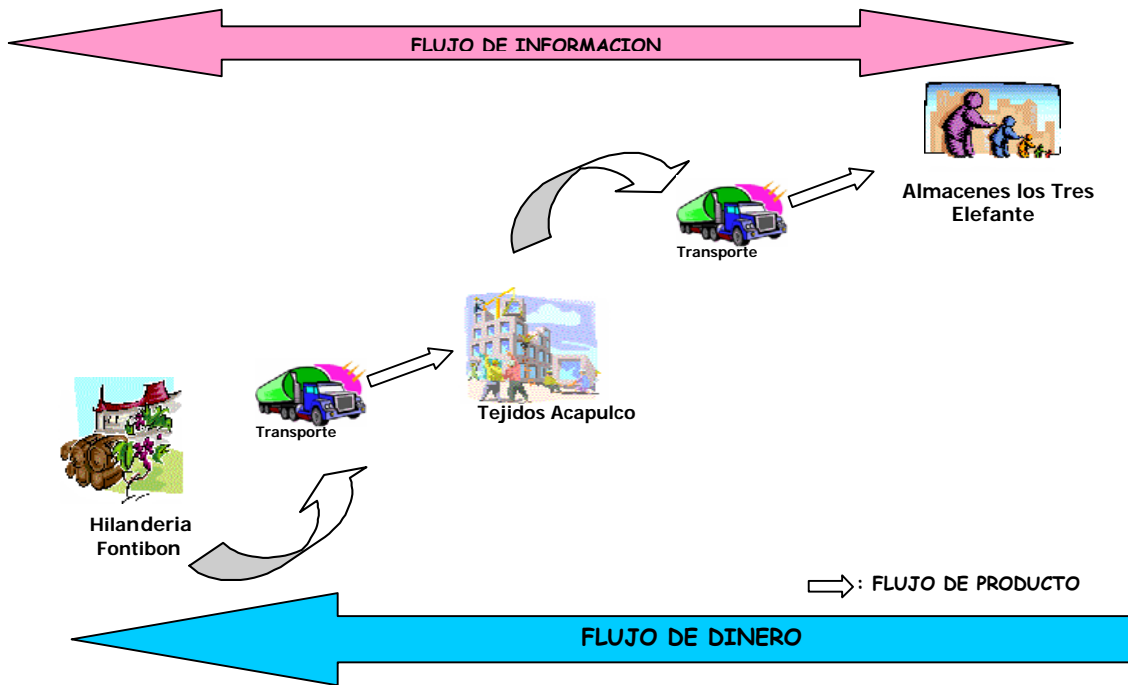 FLUJO DE INFORMACION
Almacenes los Tres
Elefante
Transporte
Tejidos Acapulco
Transporte
Hilanderia
Fontibon
: FLUJO DE PRODUCTO
FLUJO DE DINERO